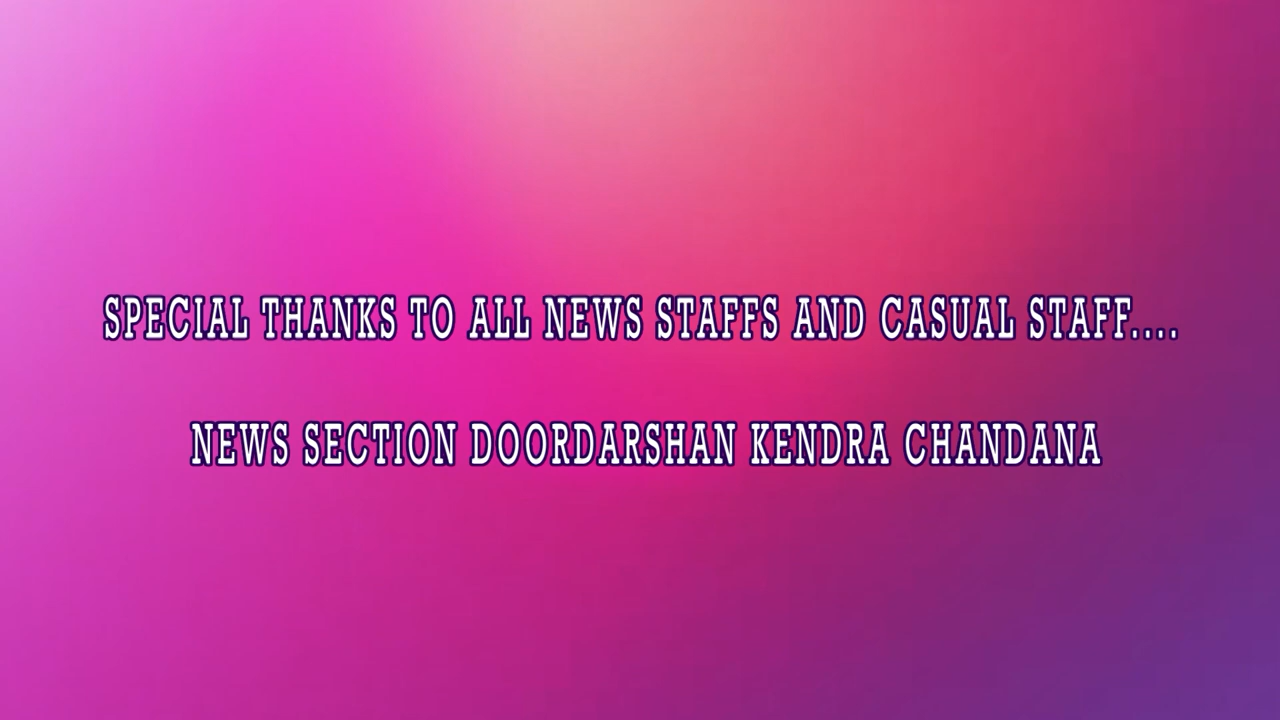 SPECIAL THANKS TO ALL NEWS STAFFS AND CASUAL STAFF....
NEWS SECTION DOORDARSHAN KENDRA CHANDANA